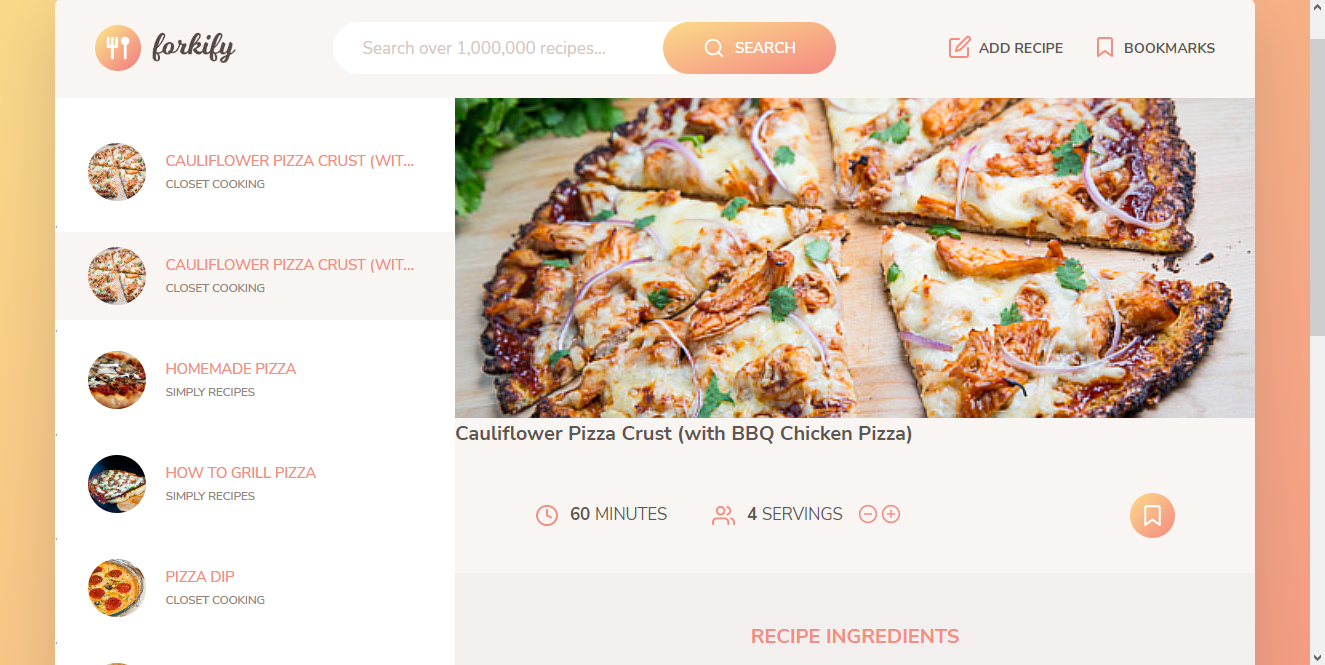 forkify
Search over 1,000,000 recipes...
SEARCH
ADD RECIPE
BOOKMARKS
CAULIFLOWER PIZZA CRUST (WIT...
CLOSET COOKING
CAULIFLOWER PIZZA CRUST (WIT...
CLOSET COOKING
HOMEMADE PIZZA
SIMPLY RECIPES
HOW TO GRILL PIZZA
SIMPLY RECIPES
PIZZA DIP
CLOSET COOKING
Cauliflower Pizza Crust (with BBQ Chicken Pizza)
60 MINUTES
4 SERVINGS
RECIPE INGREDIENTS